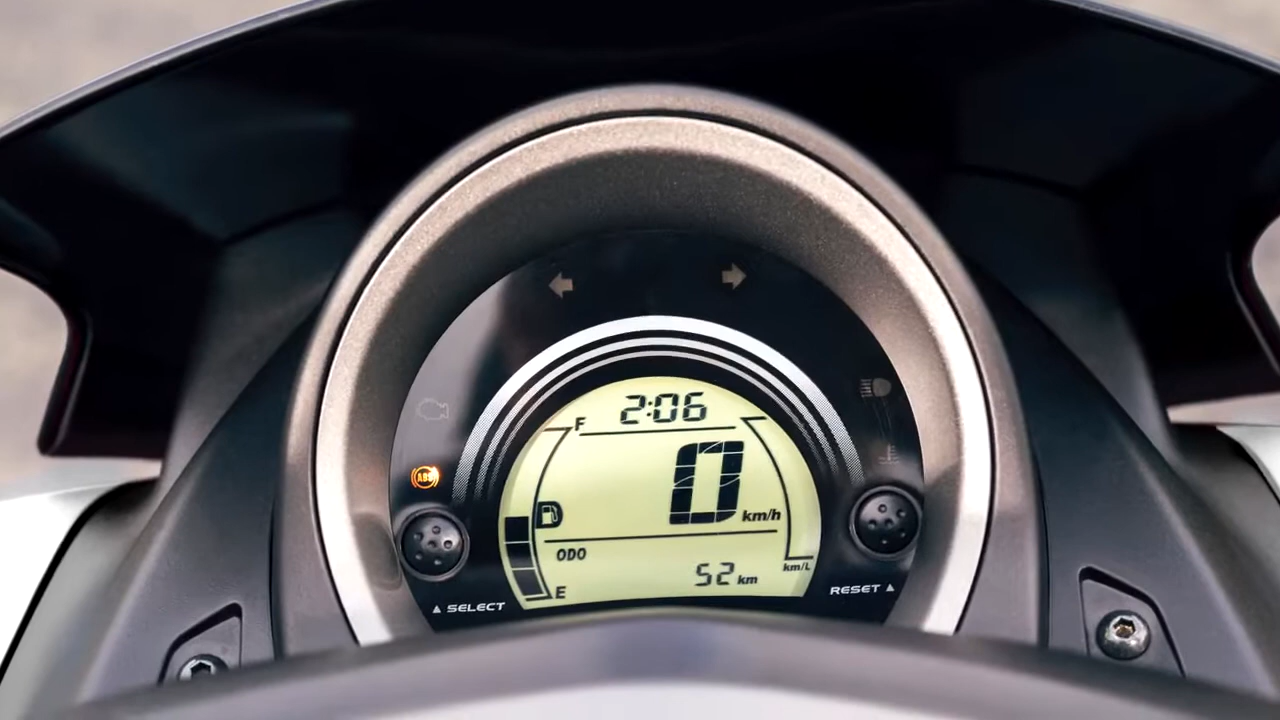 2:06
F
0 km/h
ABS
ODO
52 km
km/L
E
▲ SELECT
RESET ▲